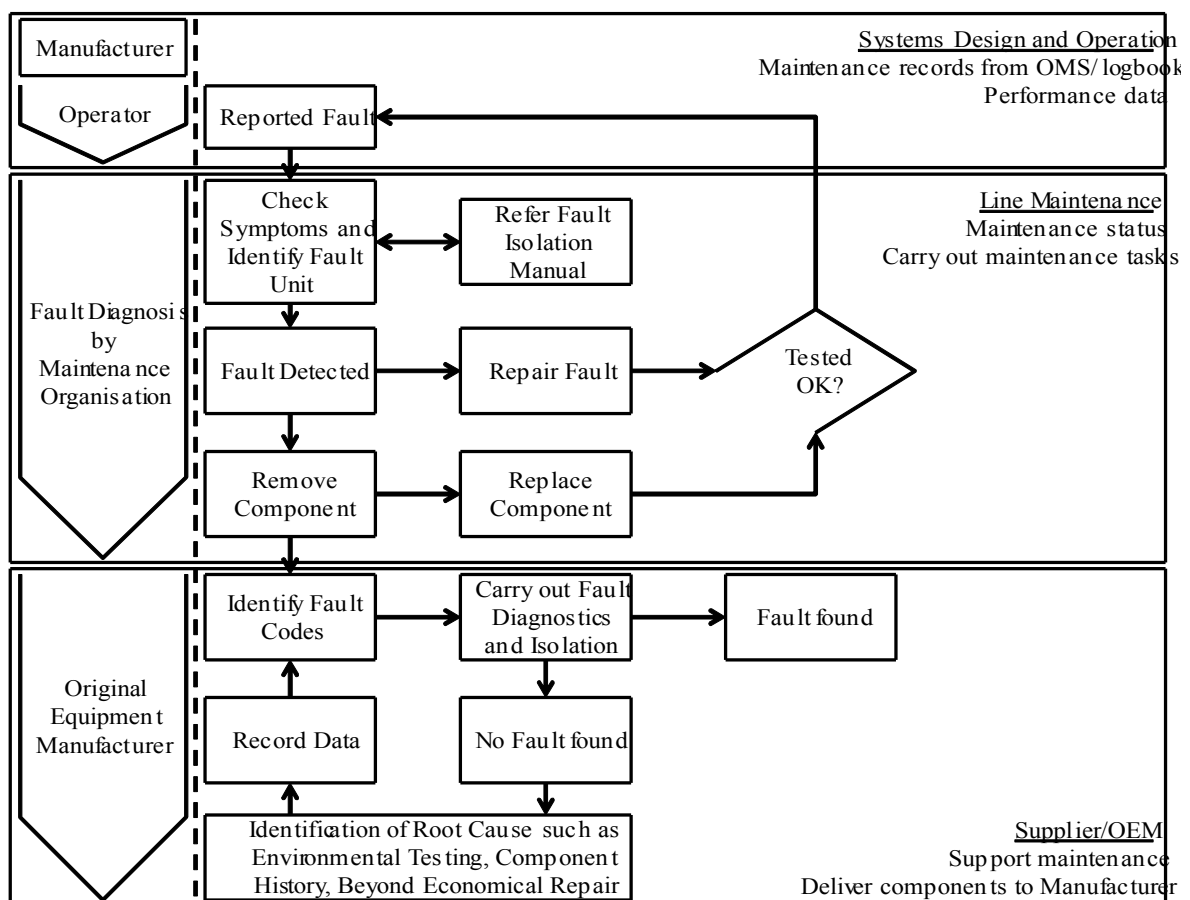 Manufacturer
Operator
Reported Fault
Systems Design and Operation
Maintenance records from OMS/logbook
Performance data
Fault Diagnosis
by
Maintenance
Organisation
Check
Symptoms and
Identify Fault
Unit
Refer Fault
Isolation
Manual
Line Maintenance
Maintenance status
Carry out maintenance tasks
Fault Detected
Repair Fault
Tested
OK?
Remove
Component
Replace
Component
Original
Equipment
Manufacturer
Identify Fault
Codes
Carry out Fault
Diagnostics
and Isolation
Fault found
Record Data
No Fault found
Identification of Root Cause such as
Environmental Testing, Component
History, Beyond Economical Repair
Supplier/OEM
Support maintenance
Deliver components to Manufacturer